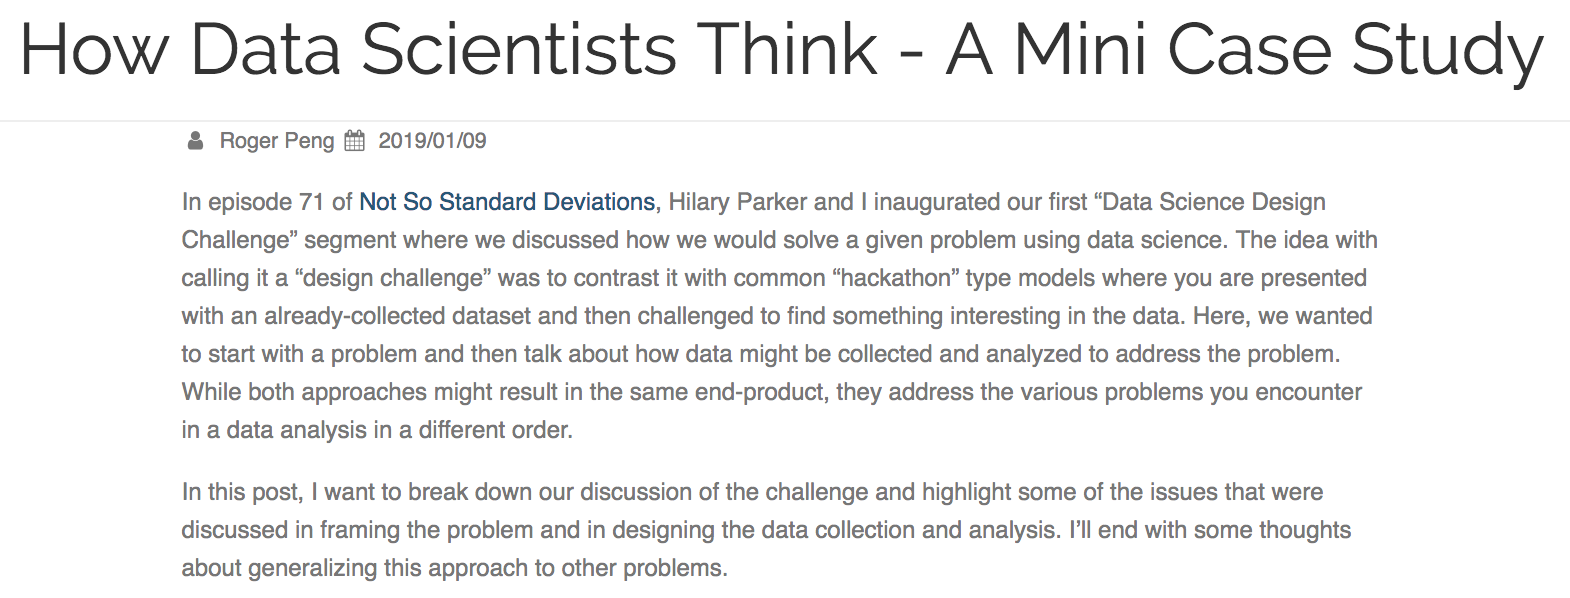 How Data Scientists Think - A Mini Case Study
Roger Peng 2019/01/09
In episode 71 of Not So Standard Deviations, Hilary Parker and I inaugurated our first “Data Science Design
Challenge” segment where we discussed how we would solve a given problem using data science. The idea with
calling it a “design challenge” was to contrast it with common “hackathon” type models where you are presented
with an already-collected dataset and then challenged to find something interesting in the data. Here, we wanted
to start with a problem and then talk about how data might be collected and analyzed to address the problem.
While both approaches might result in the same end-product, they address the various problems you encounter
in a data analysis in a different order.
In this post, I want to break down our discussion of the challenge and highlight some of the issues that were
discussed in framing the problem and in designing the data collection and analysis. I’ll end with some thoughts
about generalizing this approach to other problems.